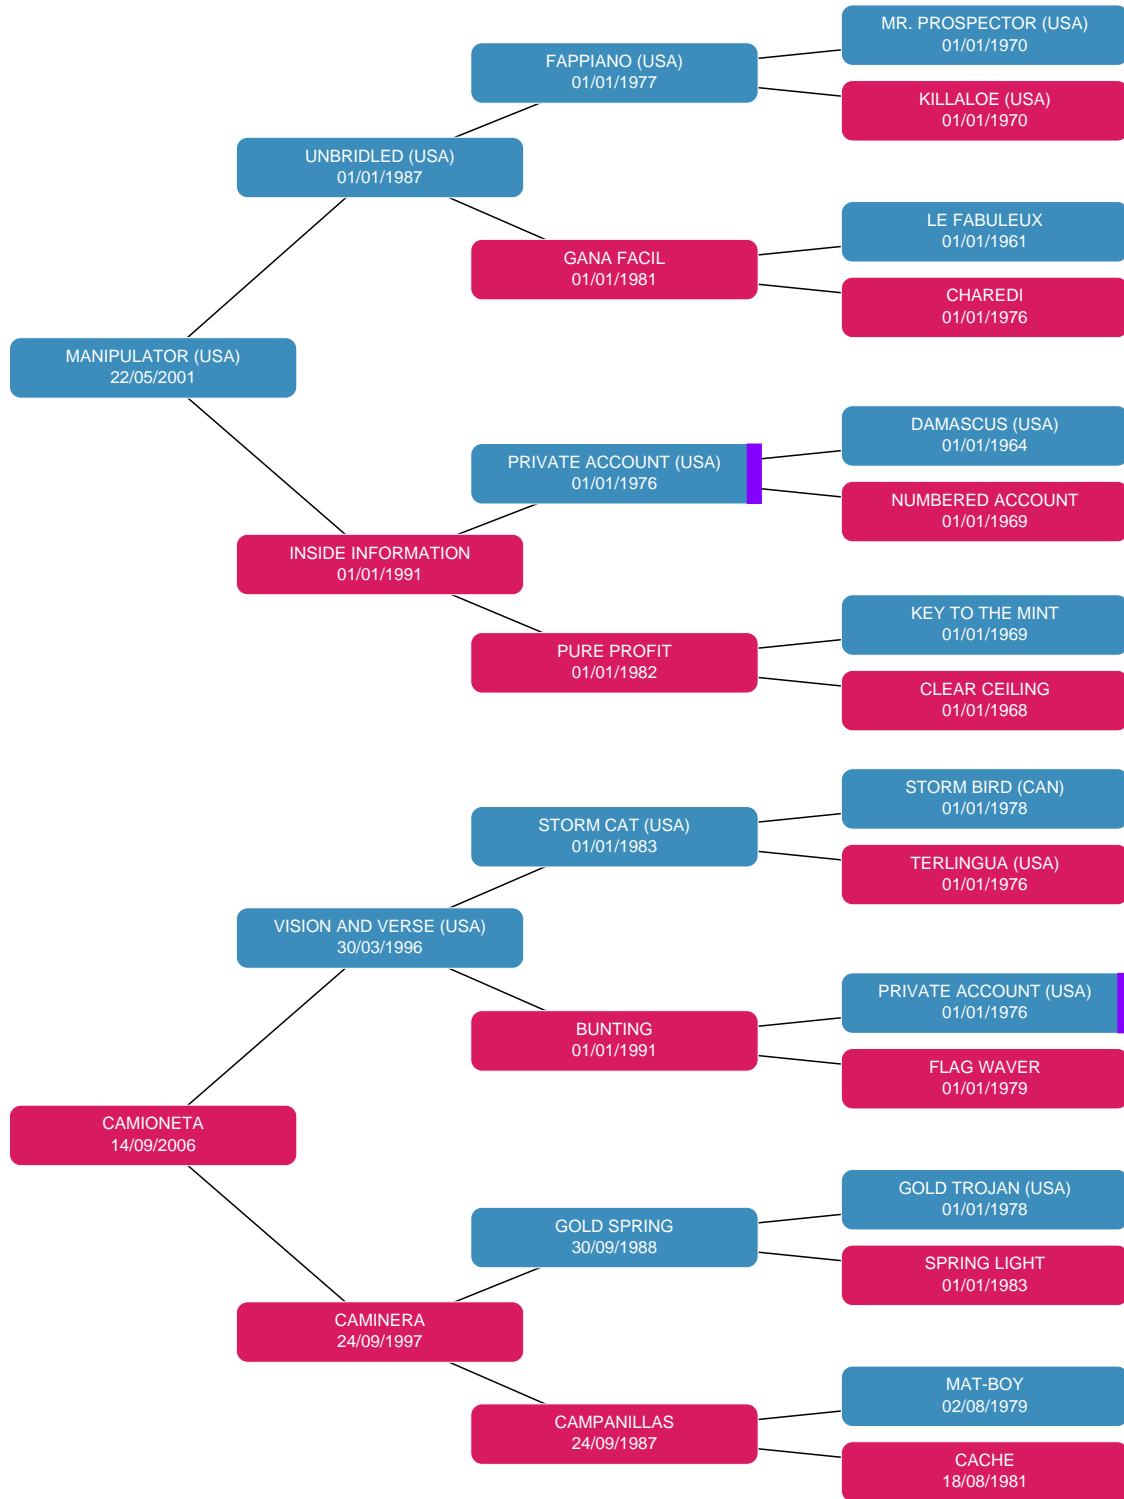 MR. PROSPECTOR (USA)
01/01/1970
FAPPIANO (USA)
01/01/1977
KILLALOE (USA)
01/01/1970
UNBRIDLED (USA)
01/01/1987
LE FABULEUX
01/01/1961
GANA FACIL
01/01/1981
CHAREDI
01/01/1976
MANIPULATOR (USA)
22/05/2001
DAMASCUS (USA)
01/01/1964
PRIVATE ACCOUNT (USA)
01/01/1976
NUMBERED ACCOUNT
01/01/1969
INSIDE INFORMATION
01/01/1991
KEY TO THE MINT
01/01/1969
PURE PROFIT
01/01/1982
CLEAR CEILING
01/01/1968
STORM BIRD (CAN)
01/01/1978
STORM CAT (USA)
01/01/1983
TERLINGUA (USA)
01/01/1976
VISION AND VERSE (USA)
30/03/1996
PRIVATE ACCOUNT (USA)
01/01/1976
BUNTING
01/01/1991
FLAG WAVER
01/01/1979
CAMIONETA
14/09/2006
GOLD TROJAN (USA)
01/01/1978
GOLD SPRING
30/09/1988
SPRING LIGHT
01/01/1983
CAMINERA
24/09/1997
MAT-BOY
02/08/1979
CAMPANILLAS
24/09/1987
CACHE
18/08/1981